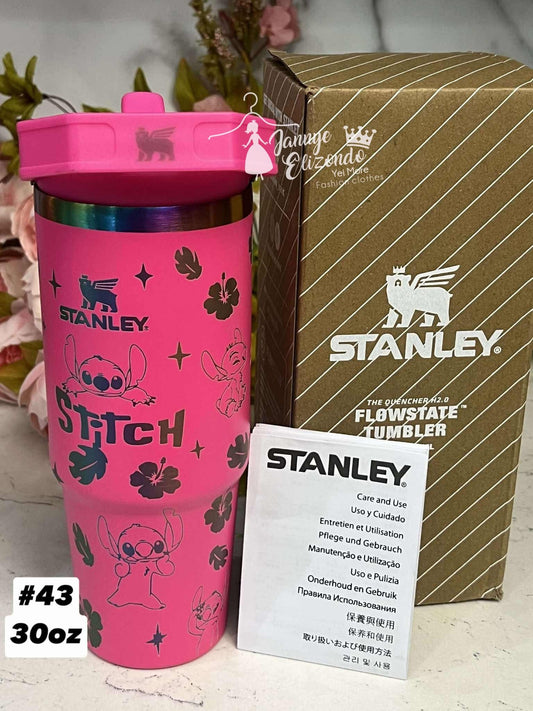 Jannye
Elizondo
Yei More
Fashion clothes
STANLEY
Stitch
STANLEY®
THE QUENCHER H2.0
FLOWSTATE™
TUMBLER
STANLEY
Care and Use
Uso y Cuidado
Entretien et Utilisation
Pflege und Gebrauch
Manutenção e Utilização
Uso e Pulizia
Onderhoud en Gebruik
Правила Использования
保養與使用
保养和使用
取り扱いおよび使用方法
관리 및 사용
#43
30oz